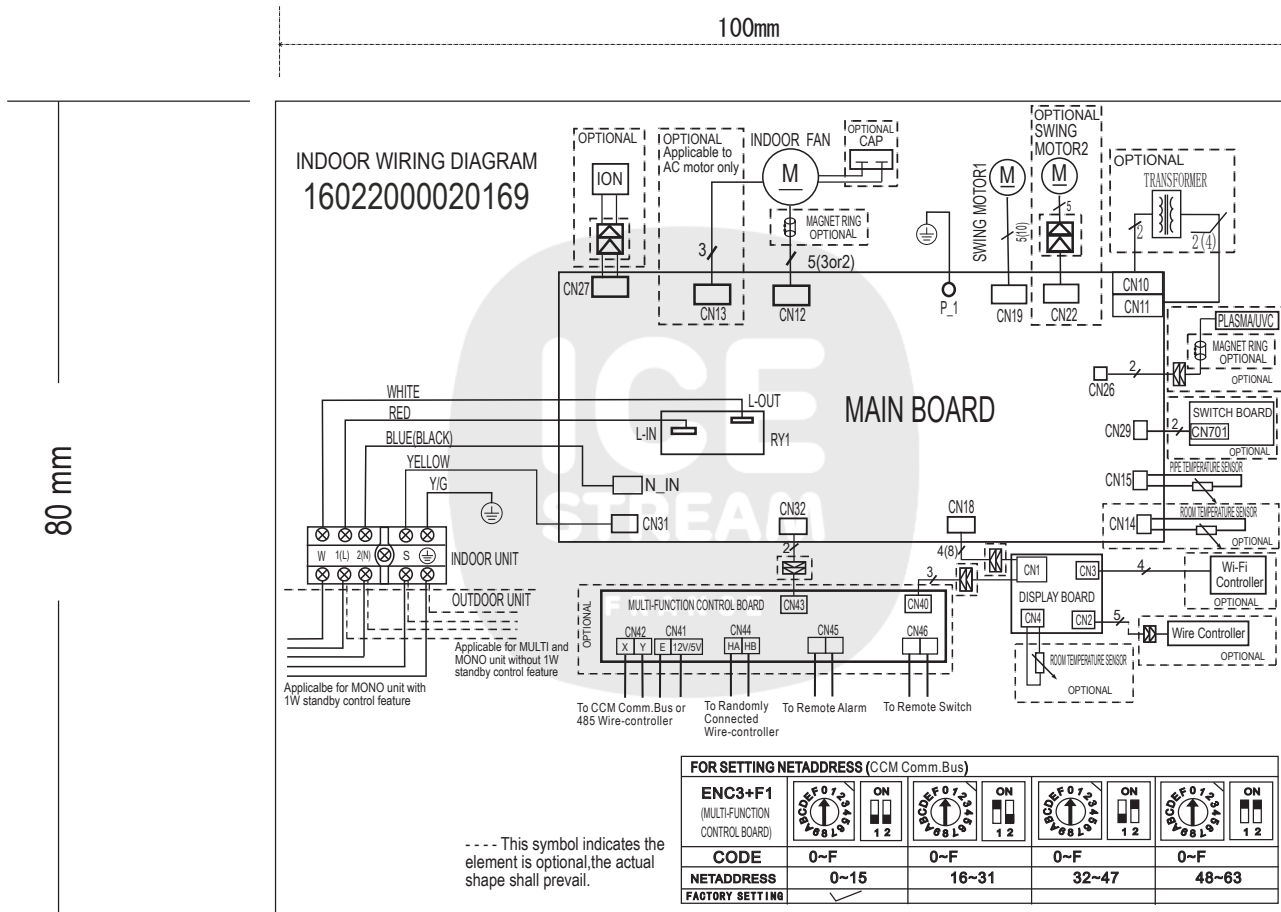 100mm
80 mm
INDOOR WIRING DIAGRAM
16022000020169
OPTIONAL
ION
CN27
OPTIONAL
Applicable to
AC motor only
3
CN13
INDOOR FAN
M
OPTIONAL
CAP
MAGNET RING
OPTIONAL
5(3or2)
CN12
P_1
SWING MOTOR1
M
5(10)
CN19
OPTIONAL
SWING
MOTOR2
M
5
CN22
OPTIONAL
TRANSFORMER
2
2(4)
CN10
CN11
PLASMA/UVC
MAGNET RING
OPTIONAL
OPTIONAL
2
CN26
SWITCH BOARD
CN701
OPTIONAL
2
CN29
PIPE TEMPERATURE SENSOR
CN15
ROOM TEMPERATURE SENSOR
CN14
OPTIONAL
MAIN BOARD
L-OUT
L-IN
RY1
WHITE
RED
BLUE(BLACK)
YELLOW
Y/G
N_IN
CN31
CN32
2
CN18
4(8)
W 1(L) 2(N) S
INDOOR UNIT
OUTDOOR UNIT
Applicable for MULTI and
MONO unit without 1W
standby control feature
Applicalbe for MONO unit with
1W standby control feature
ICE
STREAM
FRANCE
OPTIONAL
MULTI-FUNCTION CONTROL BOARD
CN43
CN40
3
CN42 CN41 CN44 CN45 CN46
X Y E 12V/5V HA HB
To CCM Comm.Bus or
485 Wire-controller
To Randomly
Connected
Wire-controller
To Remote Alarm
To Remote Switch
CN1
CN3
DISPLAY BOARD
CN4
CN2
4
Wi-Fi
Controller
OPTIONAL
5
Wire Controller
OPTIONAL
ROOM TEMPERATURE SENSOR
OPTIONAL
---- This symbol indicates the
element is optional,the actual
shape shall prevail.
FOR SETTING NETADDRESS (CCM Comm.Bus)
ENC3+F1
(MULTI-FUNCTION
CONTROL BOARD)
0123456789ABCDEF ON 1 2
0123456789ABCDEF ON 1 2
0123456789ABCDEF ON 1 2
0123456789ABCDEF ON 1 2
CODE 0~F 0~F 0~F 0~F
NETADDRESS 0~15 16~31 32~47 48~63
FACTORY SETTING